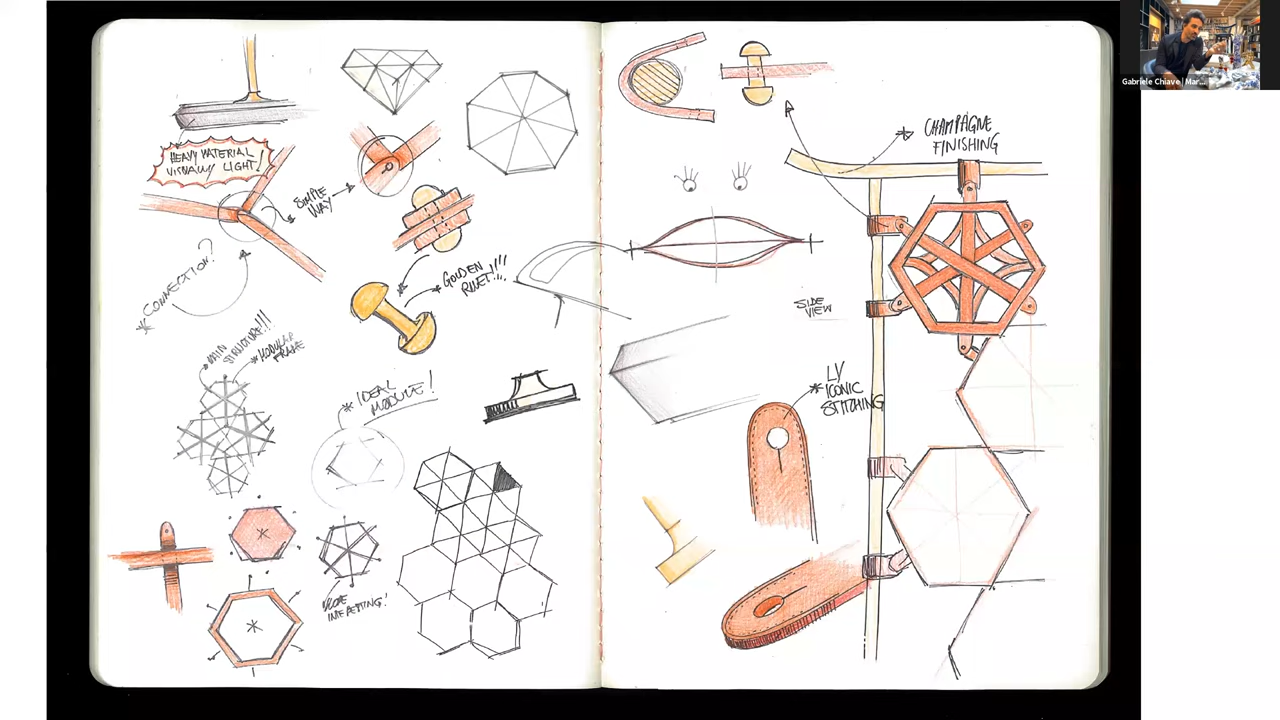 HEAVY MATERIAL
VISUALLY LIGHT!
SIMPLE
WAY
CONNECTION?
GOLDEN
RIVET!!!
MAIN
STRUCTURE!!!
MODULAR
FRAME
IDEAL
MODULE!
MORE
INTERESTING!
CHAMPAGNE
FINISHING
SIDE
VIEW
LV
ICONIC
STITCHING
Gabriele Chiave | Mar...